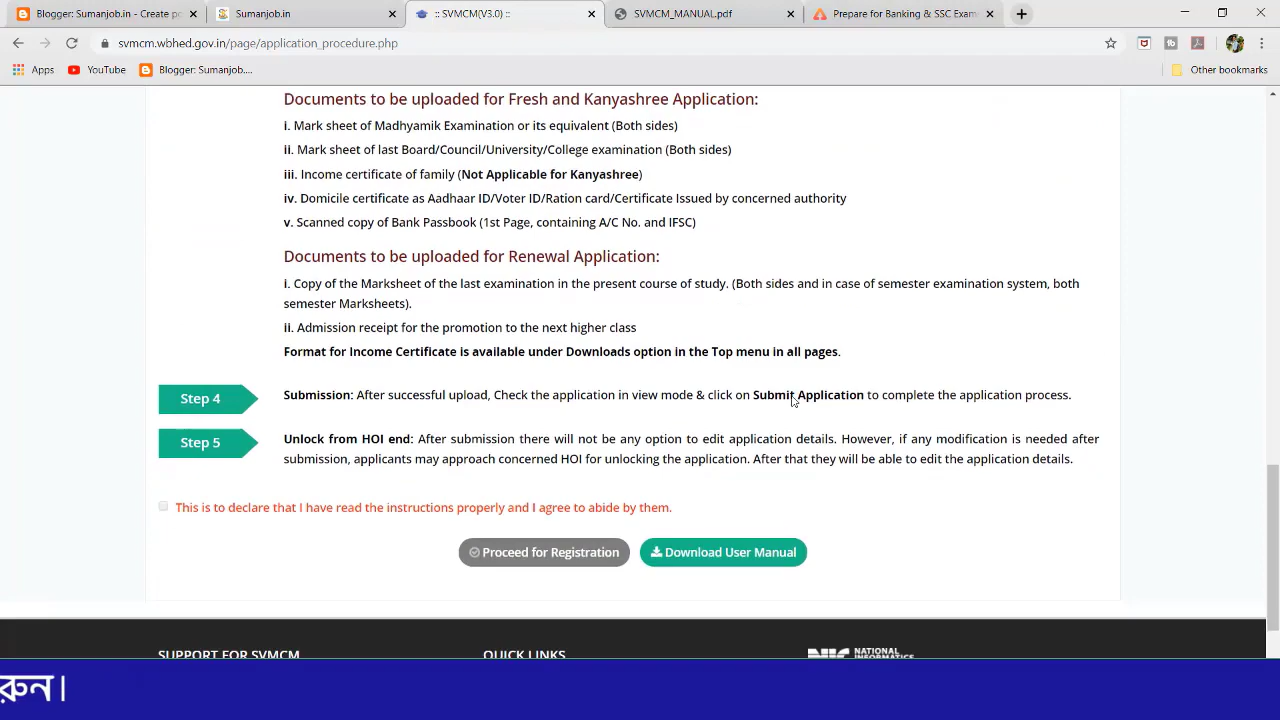 Blogger: Sumanjob.in - Create po
Sumanjob.in
:: SVMCM(V3.0) ::
SVMCM_MANUAL.pdf
Prepare for Banking & SSC Exam
svmcm.wbhed.gov.in/page/application_procedure.php
Apps
YouTube
Blogger: Sumanjob....
Other bookmarks
Documents to be uploaded for Fresh and Kanyashree Application:
i. Mark sheet of Madhyamik Examination or its equivalent (Both sides)
ii. Mark sheet of last Board/Council/University/College examination (Both sides)
iii. Income certificate of family (Not Applicable for Kanyashree)
iv. Domicile certificate as Aadhaar ID/Voter ID/Ration card/Certificate Issued by concerned authority
v. Scanned copy of Bank Passbook (1st Page, containing A/C No. and IFSC)
Documents to be uploaded for Renewal Application:
i. Copy of the Marksheet of the last examination in the present course of study. (Both sides and in case of semester examination system, both
semester Marksheets).
ii. Admission receipt for the promotion to the next higher class
Format for Income Certificate is available under Downloads option in the Top menu in all pages.
Step 4
Submission: After successful upload, Check the application in view mode & click on Submit Application to complete the application process.
Step 5
Unlock from HOI end: After submission there will not be any option to edit application details. However, if any modification is needed after
submission, applicants may approach concerned HOI for unlocking the application. After that they will be able to edit the application details.
This is to declare that I have read the instructions properly and I agree to abide by them.
Proceed for Registration
Download User Manual
SUPPORT FOR SVMCM
QUICK LINKS
NIC NATIONAL
INFORMATICS
রুন।